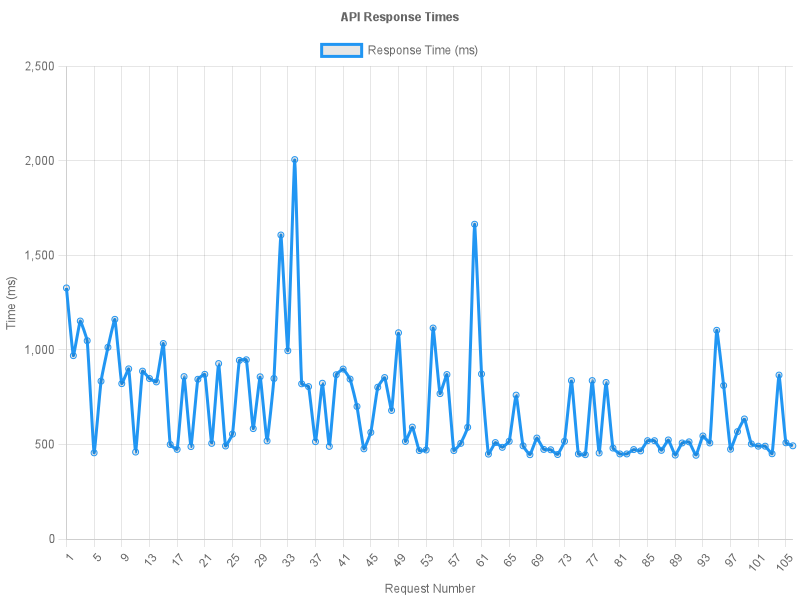 API Response Times
Response Time (ms)
2,500
2,000
1,500
1,000
500
0
Time (ms)
1 5 9 13 17 21 25 29 33 37 41 45 49 53 57 61 65 69 73 77 81 85 89 93 97 101 105
Request Number